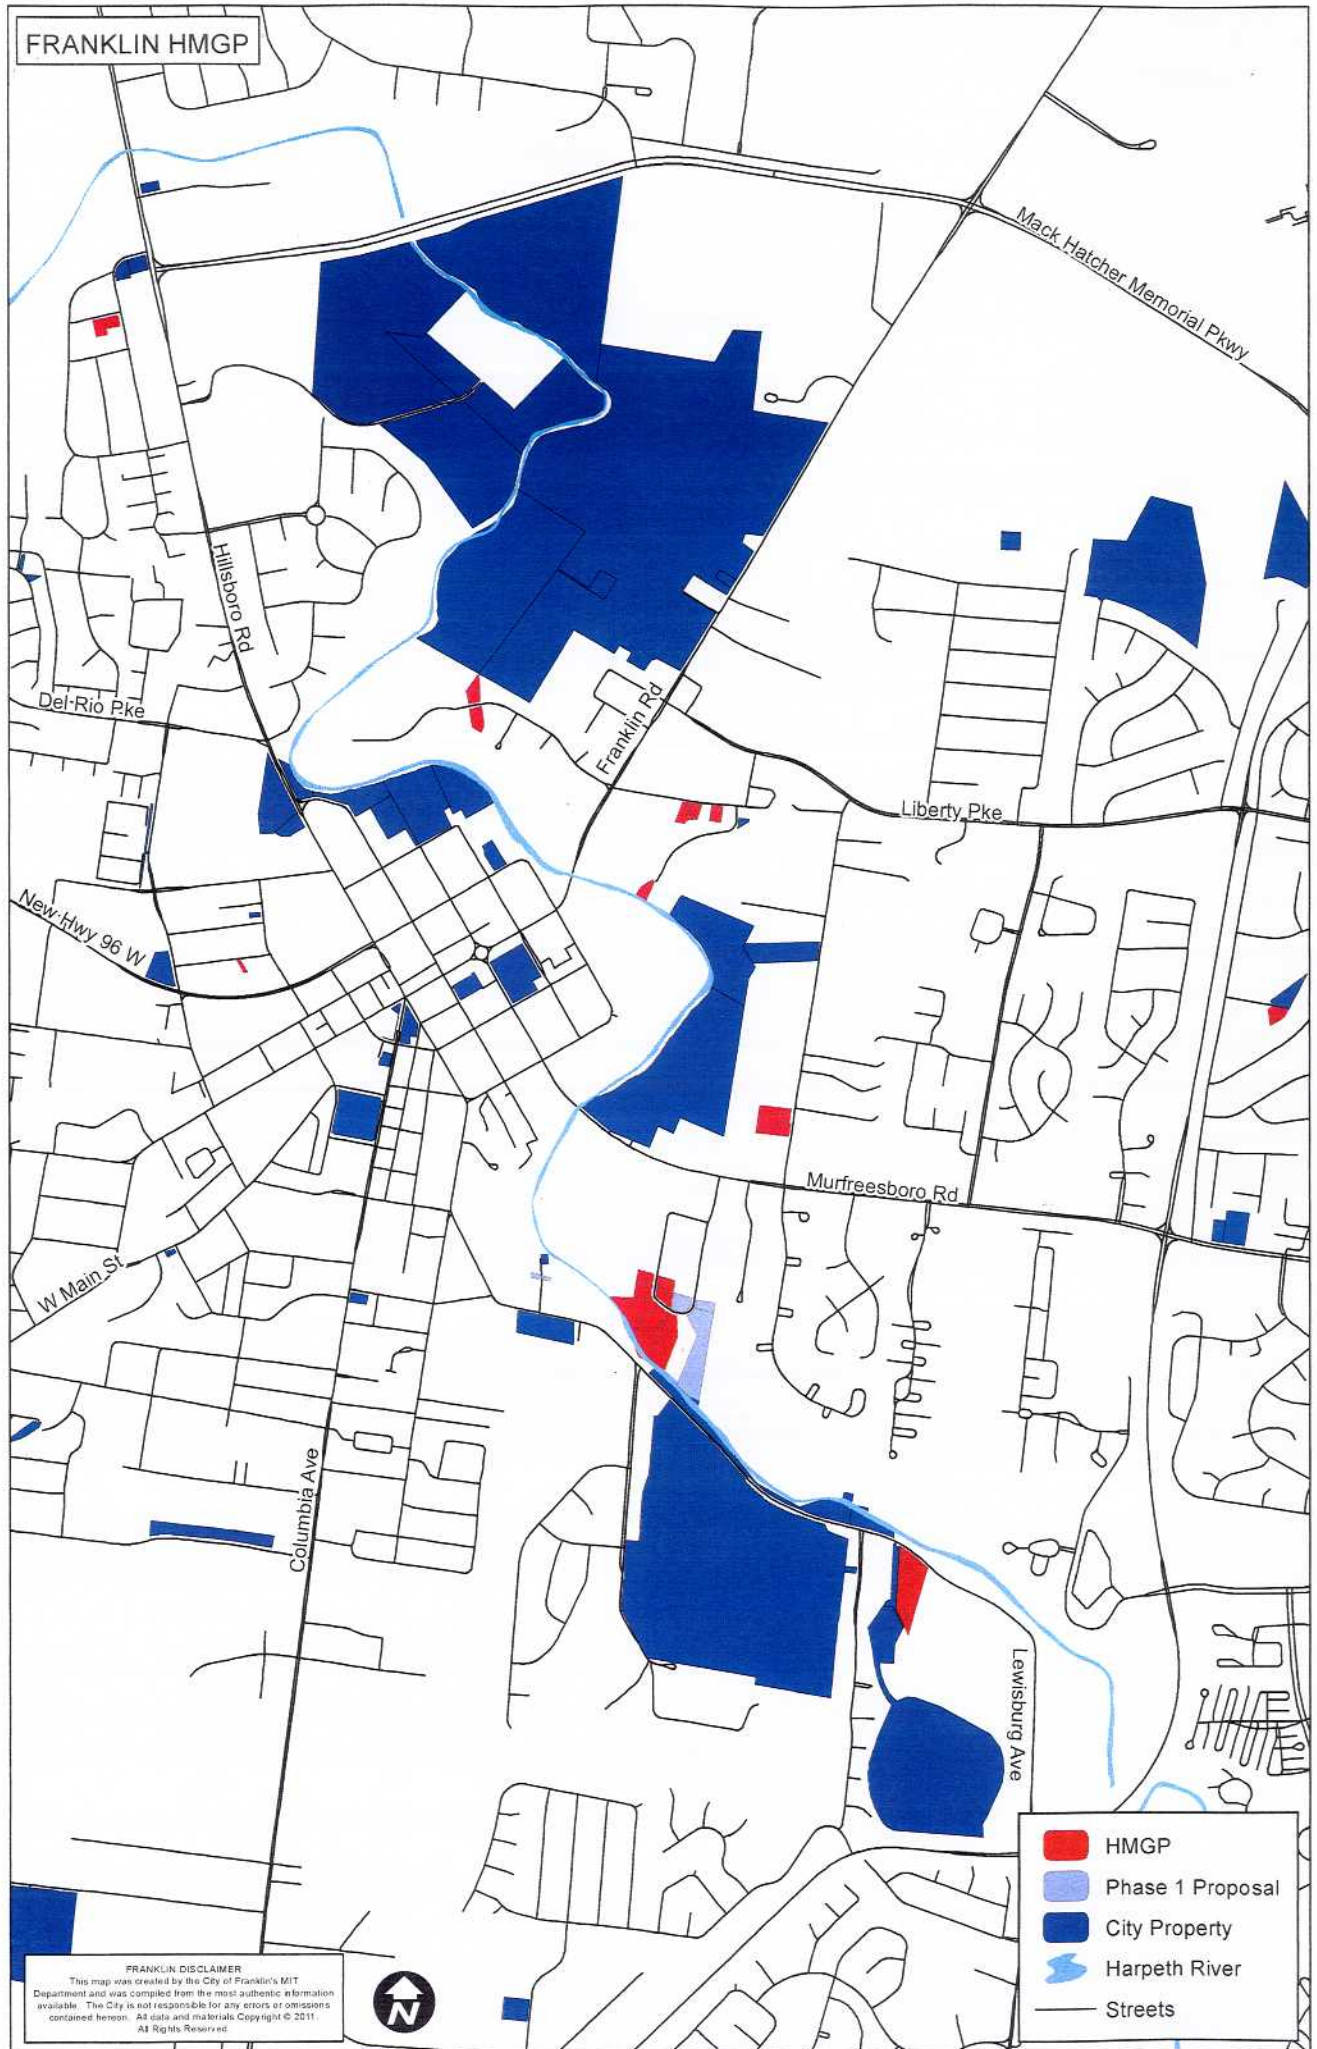 FRANKLIN HMGP
Mack Hatcher Memorial Pkwy
Hillsboro Rd
Del Rio Pke
Franklin Rd
Liberty Pke
New Hwy 96 W
Murfreesboro Rd
W Main St
Columbia Ave
Lewisburg Ave
HMGP
Phase 1 Proposal
City Property
Harpeth River
Streets
FRANKLIN DISCLAIMER
This map was created by the City of Franklin's MIT
Department and was compiled from the most authentic information
available. The City is not responsible for any errors or omissions
contained hereon. All data and materials Copyright © 2011.
All Rights Reserved
N